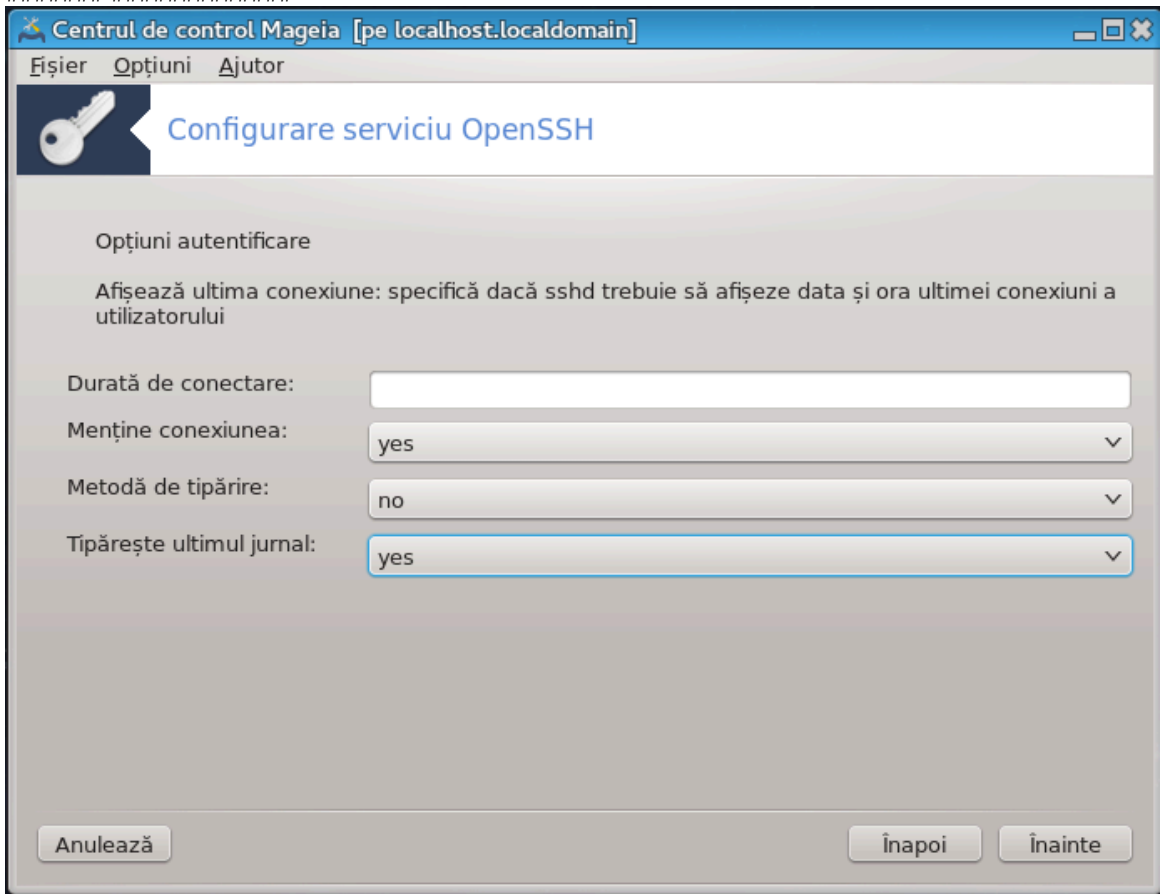 Centrul de control Mageia [pe localhost.localdomain]
Fișier Opțiuni Ajutor
Configurare serviciu OpenSSH
Opțiuni autentificare
Afișează ultima conexiune: specifică dacă sshd trebuie să afișeze data și ora ultimei conexiuni a
utilizatorului
Durată de conectare:
Menține conexiunea: yes
Metodă de tipărire: no
Tipărește ultimul jurnal: yes
Anulează Înapoi Înainte